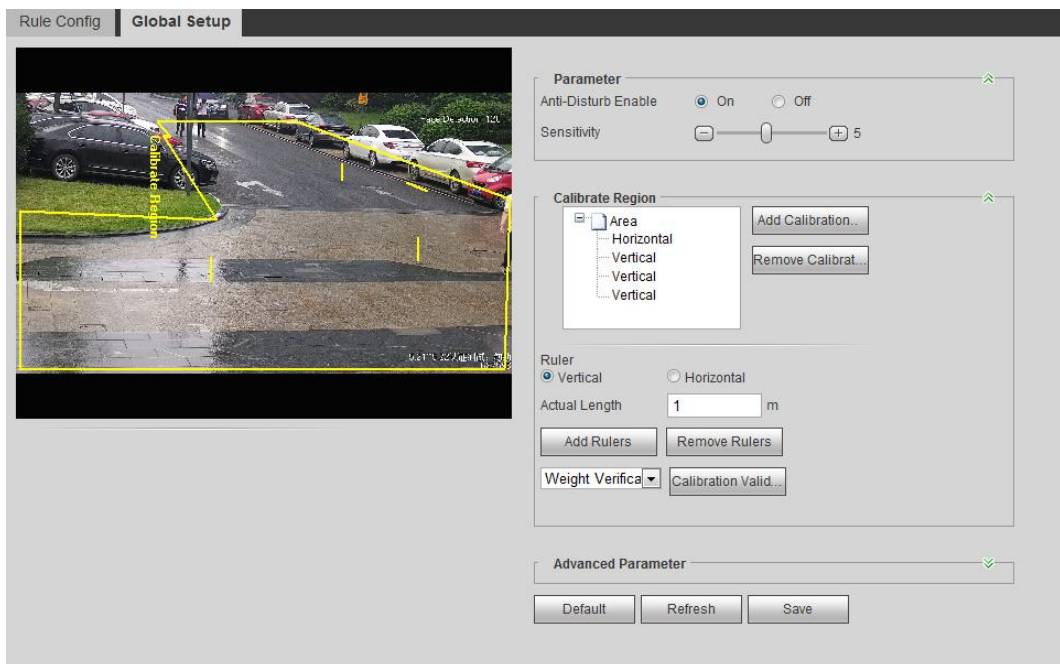 Rule Config Global Setup
Calibrate Region
Parameter
Anti-Disturb Enable On Off
Sensitivity 5
Calibrate Region
Area
Horizontal
Vertical
Vertical
Vertical
Add Calibration..
Remove Calibrat...
Ruler
Vertical Horizontal
Actual Length 1 m
Add Rulers Remove Rulers
Weight Verifica Calibration Valid...
Advanced Parameter
Default Refresh Save